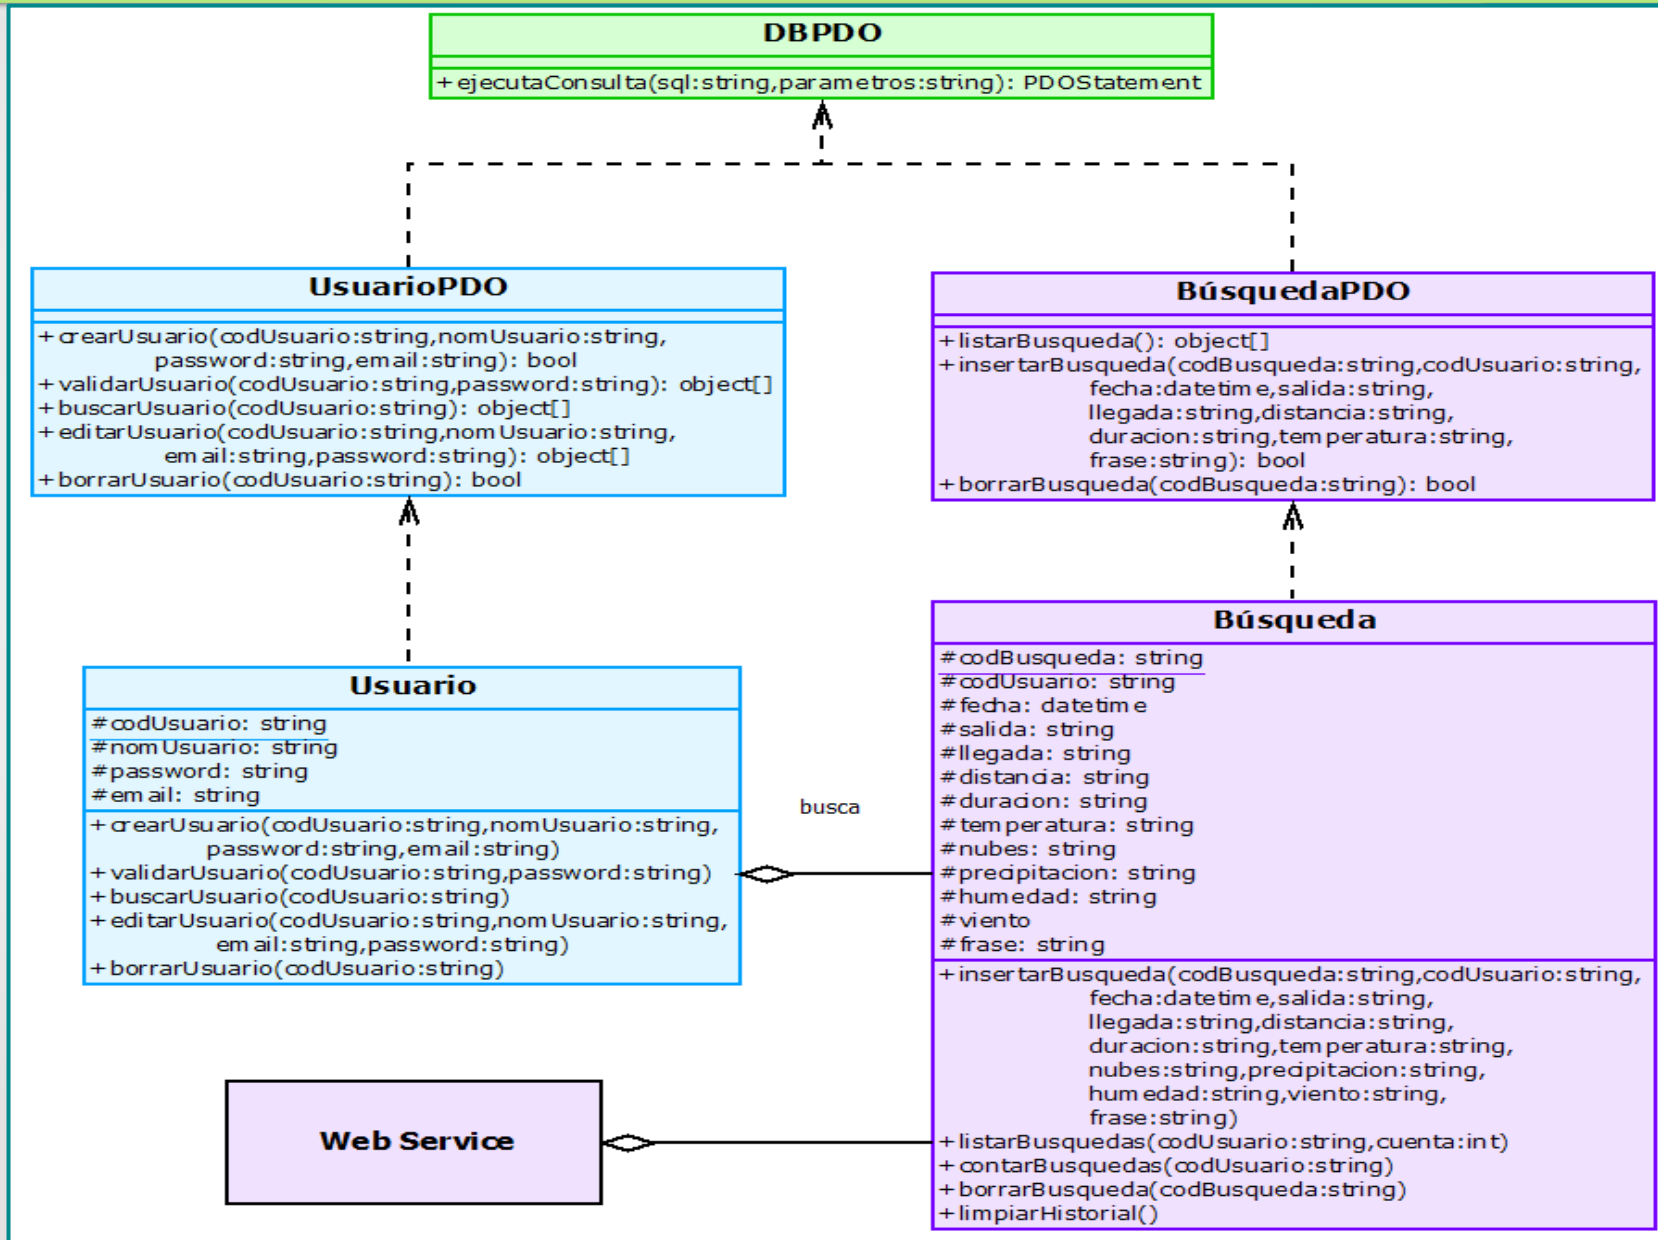 DBPDO
+ejecutaConsulta(sql:string,parametros:string): PDOStatement
UsuarioPDO
+crearUsuario(codUsuario:string,nomUsuario:string,
password:string,email:string): bool
+validarUsuario(codUsuario:string,password:string): object[]
+buscarUsuario(codUsuario:string): object[]
+editarUsuario(codUsuario:string,nomUsuario:string,
email:string,password:string): object[]
+borrarUsuario(codUsuario:string): bool
BúsquedaPDO
+listarBusqueda(): object[]
+insertarBusqueda(codBusqueda:string,codUsuario:string,
fecha:datetime,salida:string,
llegada:string,distancia:string,
duracion:string,temperatura:string,
frase:string): bool
+borrarBusqueda(codBusqueda:string): bool
Usuario
#codUsuario: string
#nomUsuario: string
#password: string
#email: string
+crearUsuario(codUsuario:string,nomUsuario:string,
password:string,email:string)
+validarUsuario(codUsuario:string,password:string)
+buscarUsuario(codUsuario:string)
+editarUsuario(codUsuario:string,nomUsuario:string,
email:string,password:string)
+borrarUsuario(codUsuario:string)
busca
Búsqueda
#codBusqueda: string
#codUsuario: string
#fecha: datetime
#salida: string
#llegada: string
#distancia: string
#duracion: string
#temperatura: string
#nubes: string
#precipitacion: string
#humedad: string
#viento
#frase: string
+insertarBusqueda(codBusqueda:string,codUsuario:string,
fecha:datetime,salida:string,
llegada:string,distancia:string,
duracion:string,temperatura:string,
nubes:string,precipitacion:string,
humedad:string,viento:string,
frase:string)
+listarBusquedas(codUsuario:string,cuenta:int)
+contarBusquedas(codUsuario:string)
+borrarBusqueda(codBusqueda:string)
+limpiarHistorial()
Web Service